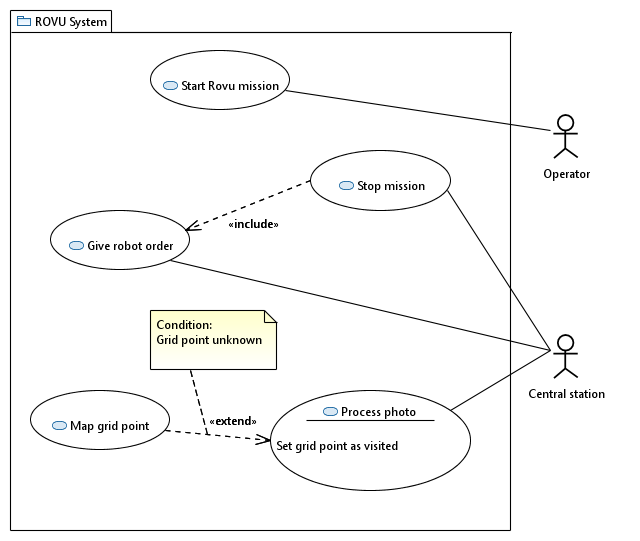 ROVU System
Start Rovu mission
Operator
Stop mission
«include»
Give robot order
Condition:
Grid point unknown
Central station
Process photo
«extend»
Map grid point
Set grid point as visited